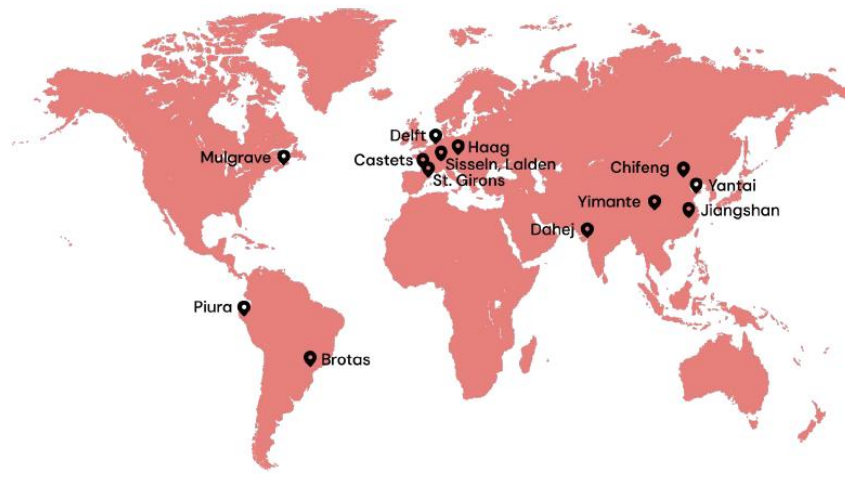 Delft
Haag
Mulgrave
Castets
Sisseln, Lalden
St. Girons
Chifeng
Yantai
Yimante
Jiangshan
Dahej
Piura
Brotas